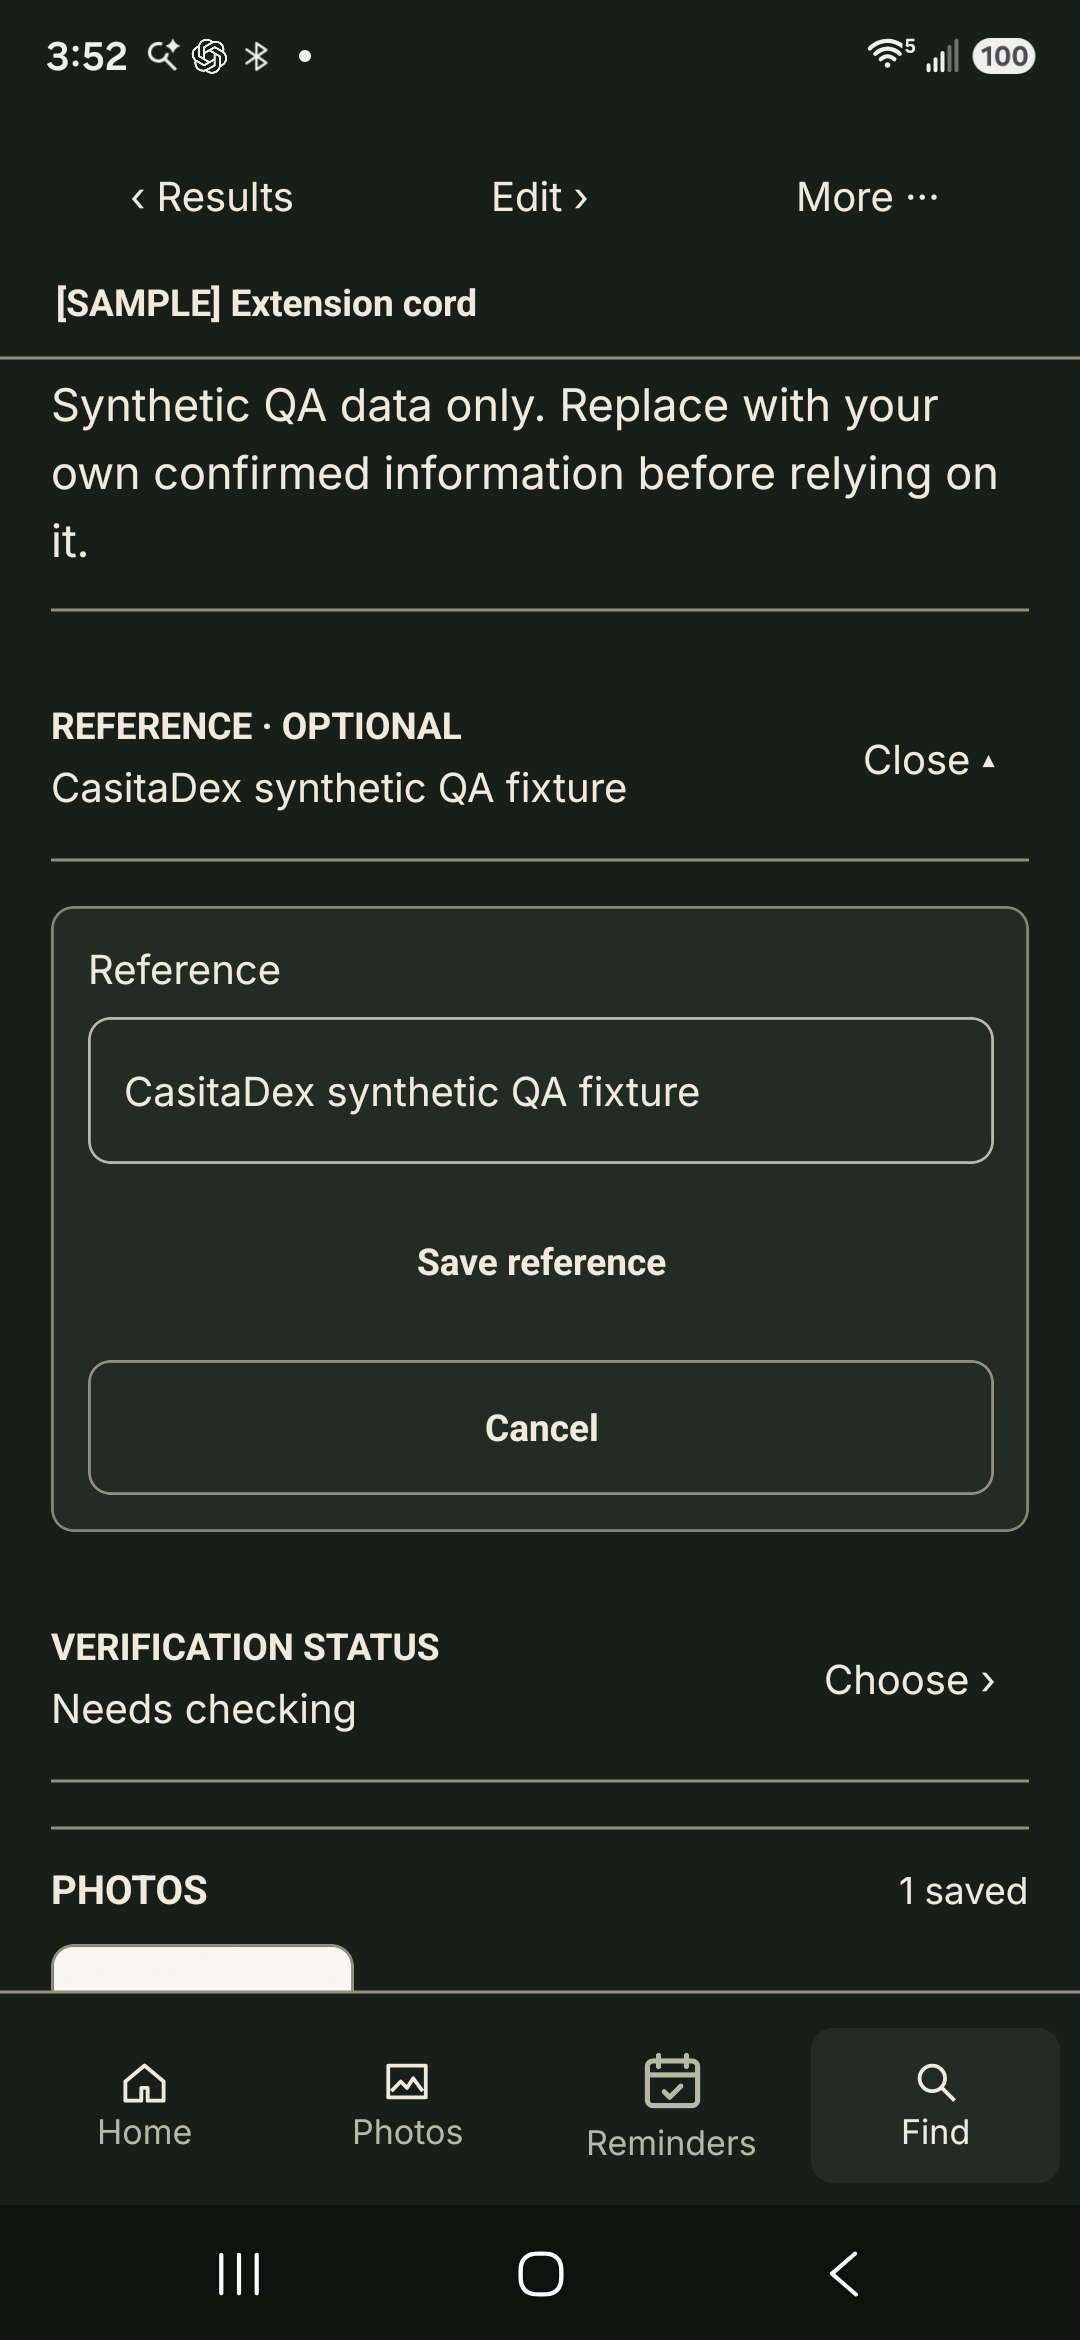 3:52
5
100
‹ Results
Edit ›
More ···
[SAMPLE] Extension cord
Synthetic QA data only. Replace with your
own confirmed information before relying on
it.
REFERENCE · OPTIONAL
CasitaDex synthetic QA fixture
Close ▴
Reference
CasitaDex synthetic QA fixture
Save reference
Cancel
VERIFICATION STATUS
Needs checking
Choose ›
PHOTOS
1 saved
Home
Photos
Reminders
Find